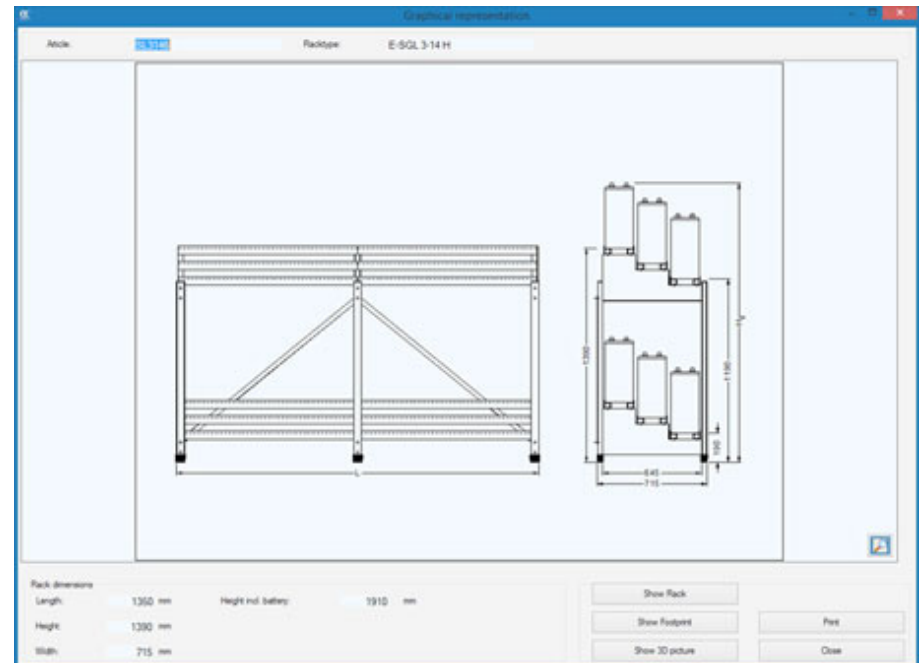 Graphical representation
Article:
Racktype:
E-SGL 3-14 H
1390
1190
190
645
715
L
Rack dimensions
Length: 1350 mm
Height incl. battery: 1910 mm
Height: 1390 mm
Width: 715 mm
Show Rack
Show Footprint
Print
Show 3D picture
Close